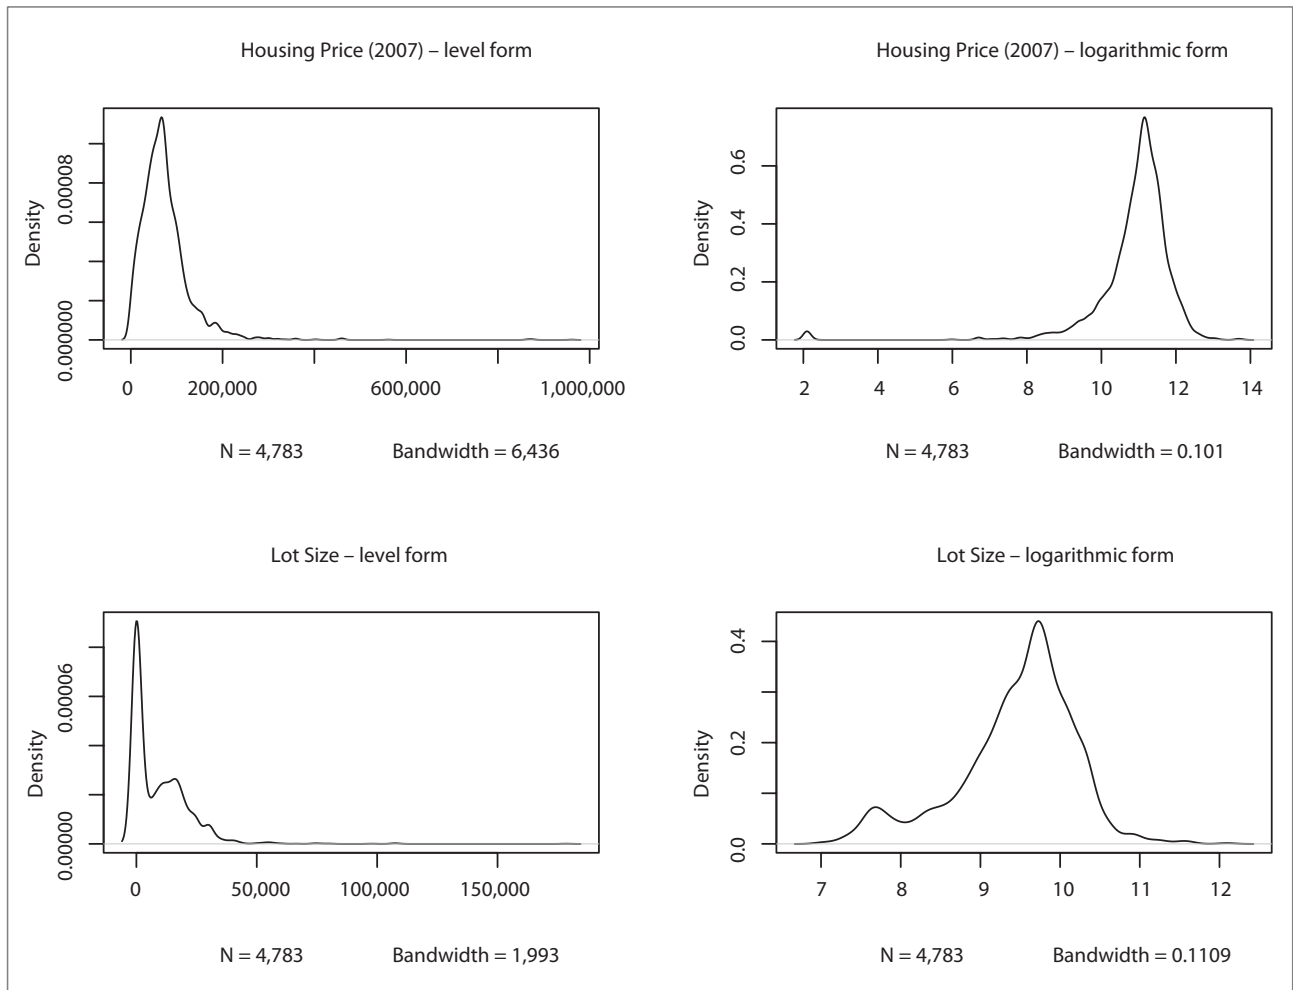 Housing Price (2007) – level form
Density
0.00008
0.0000000
0
200,000
600,000
1,000,000
N = 4,783
Bandwidth = 6,436
Housing Price (2007) – logarithmic form
Density
0.6
0.4
0.2
0.0
2
4
6
8
10
12
14
N = 4,783
Bandwidth = 0.101
Lot Size – level form
Density
0.00006
0.00000
0
50,000
100,000
150,000
N = 4,783
Bandwidth = 1,993
Lot Size – logarithmic form
Density
0.4
0.2
0.0
7
8
9
10
11
12
N = 4,783
Bandwidth = 0.1109